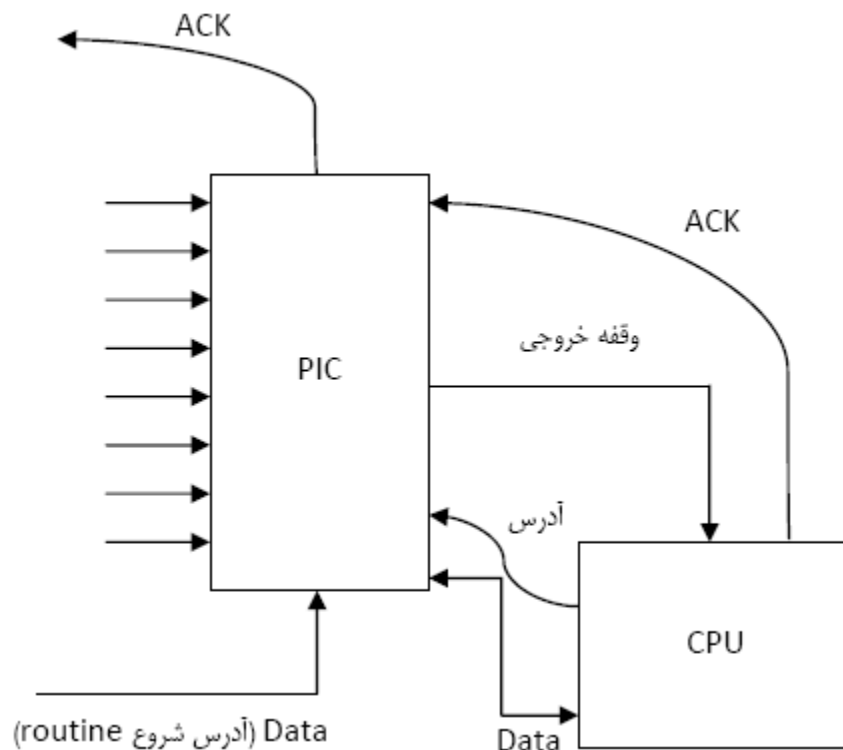 ACK
ACK
وقفه خروجی
PIC
آدرس
CPU
Data (آدرس شروع routine)
Data